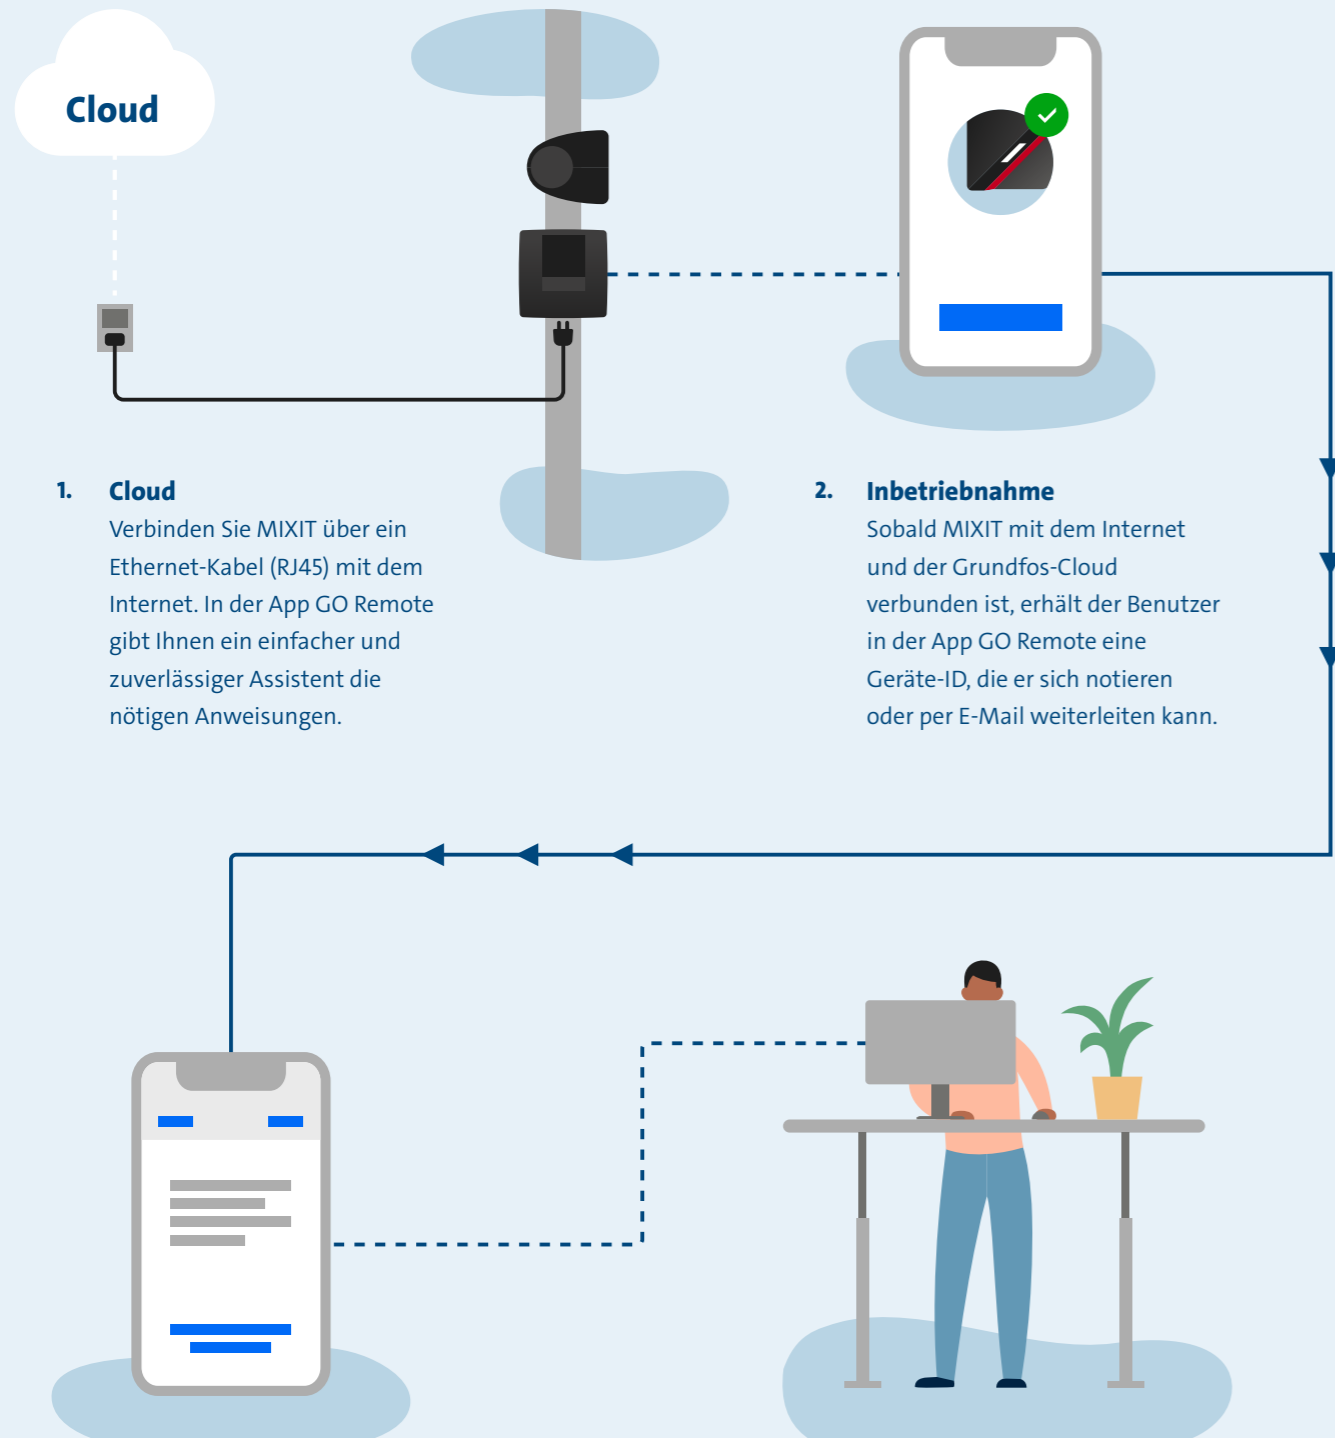 Cloud
1. Cloud
Verbinden Sie MIXIT über ein
Ethernet-Kabel (RJ45) mit dem
Internet. In der App GO Remote
gibt Ihnen ein einfacher und
zuverlässiger Assistent die
nötigen Anweisungen.
2. Inbetriebnahme
Sobald MIXIT mit dem Internet
und der Grundfos-Cloud
verbunden ist, erhält der Benutzer
in der App GO Remote eine
Geräte-ID, die er sich notieren
oder per E-Mail weiterleiten kann.